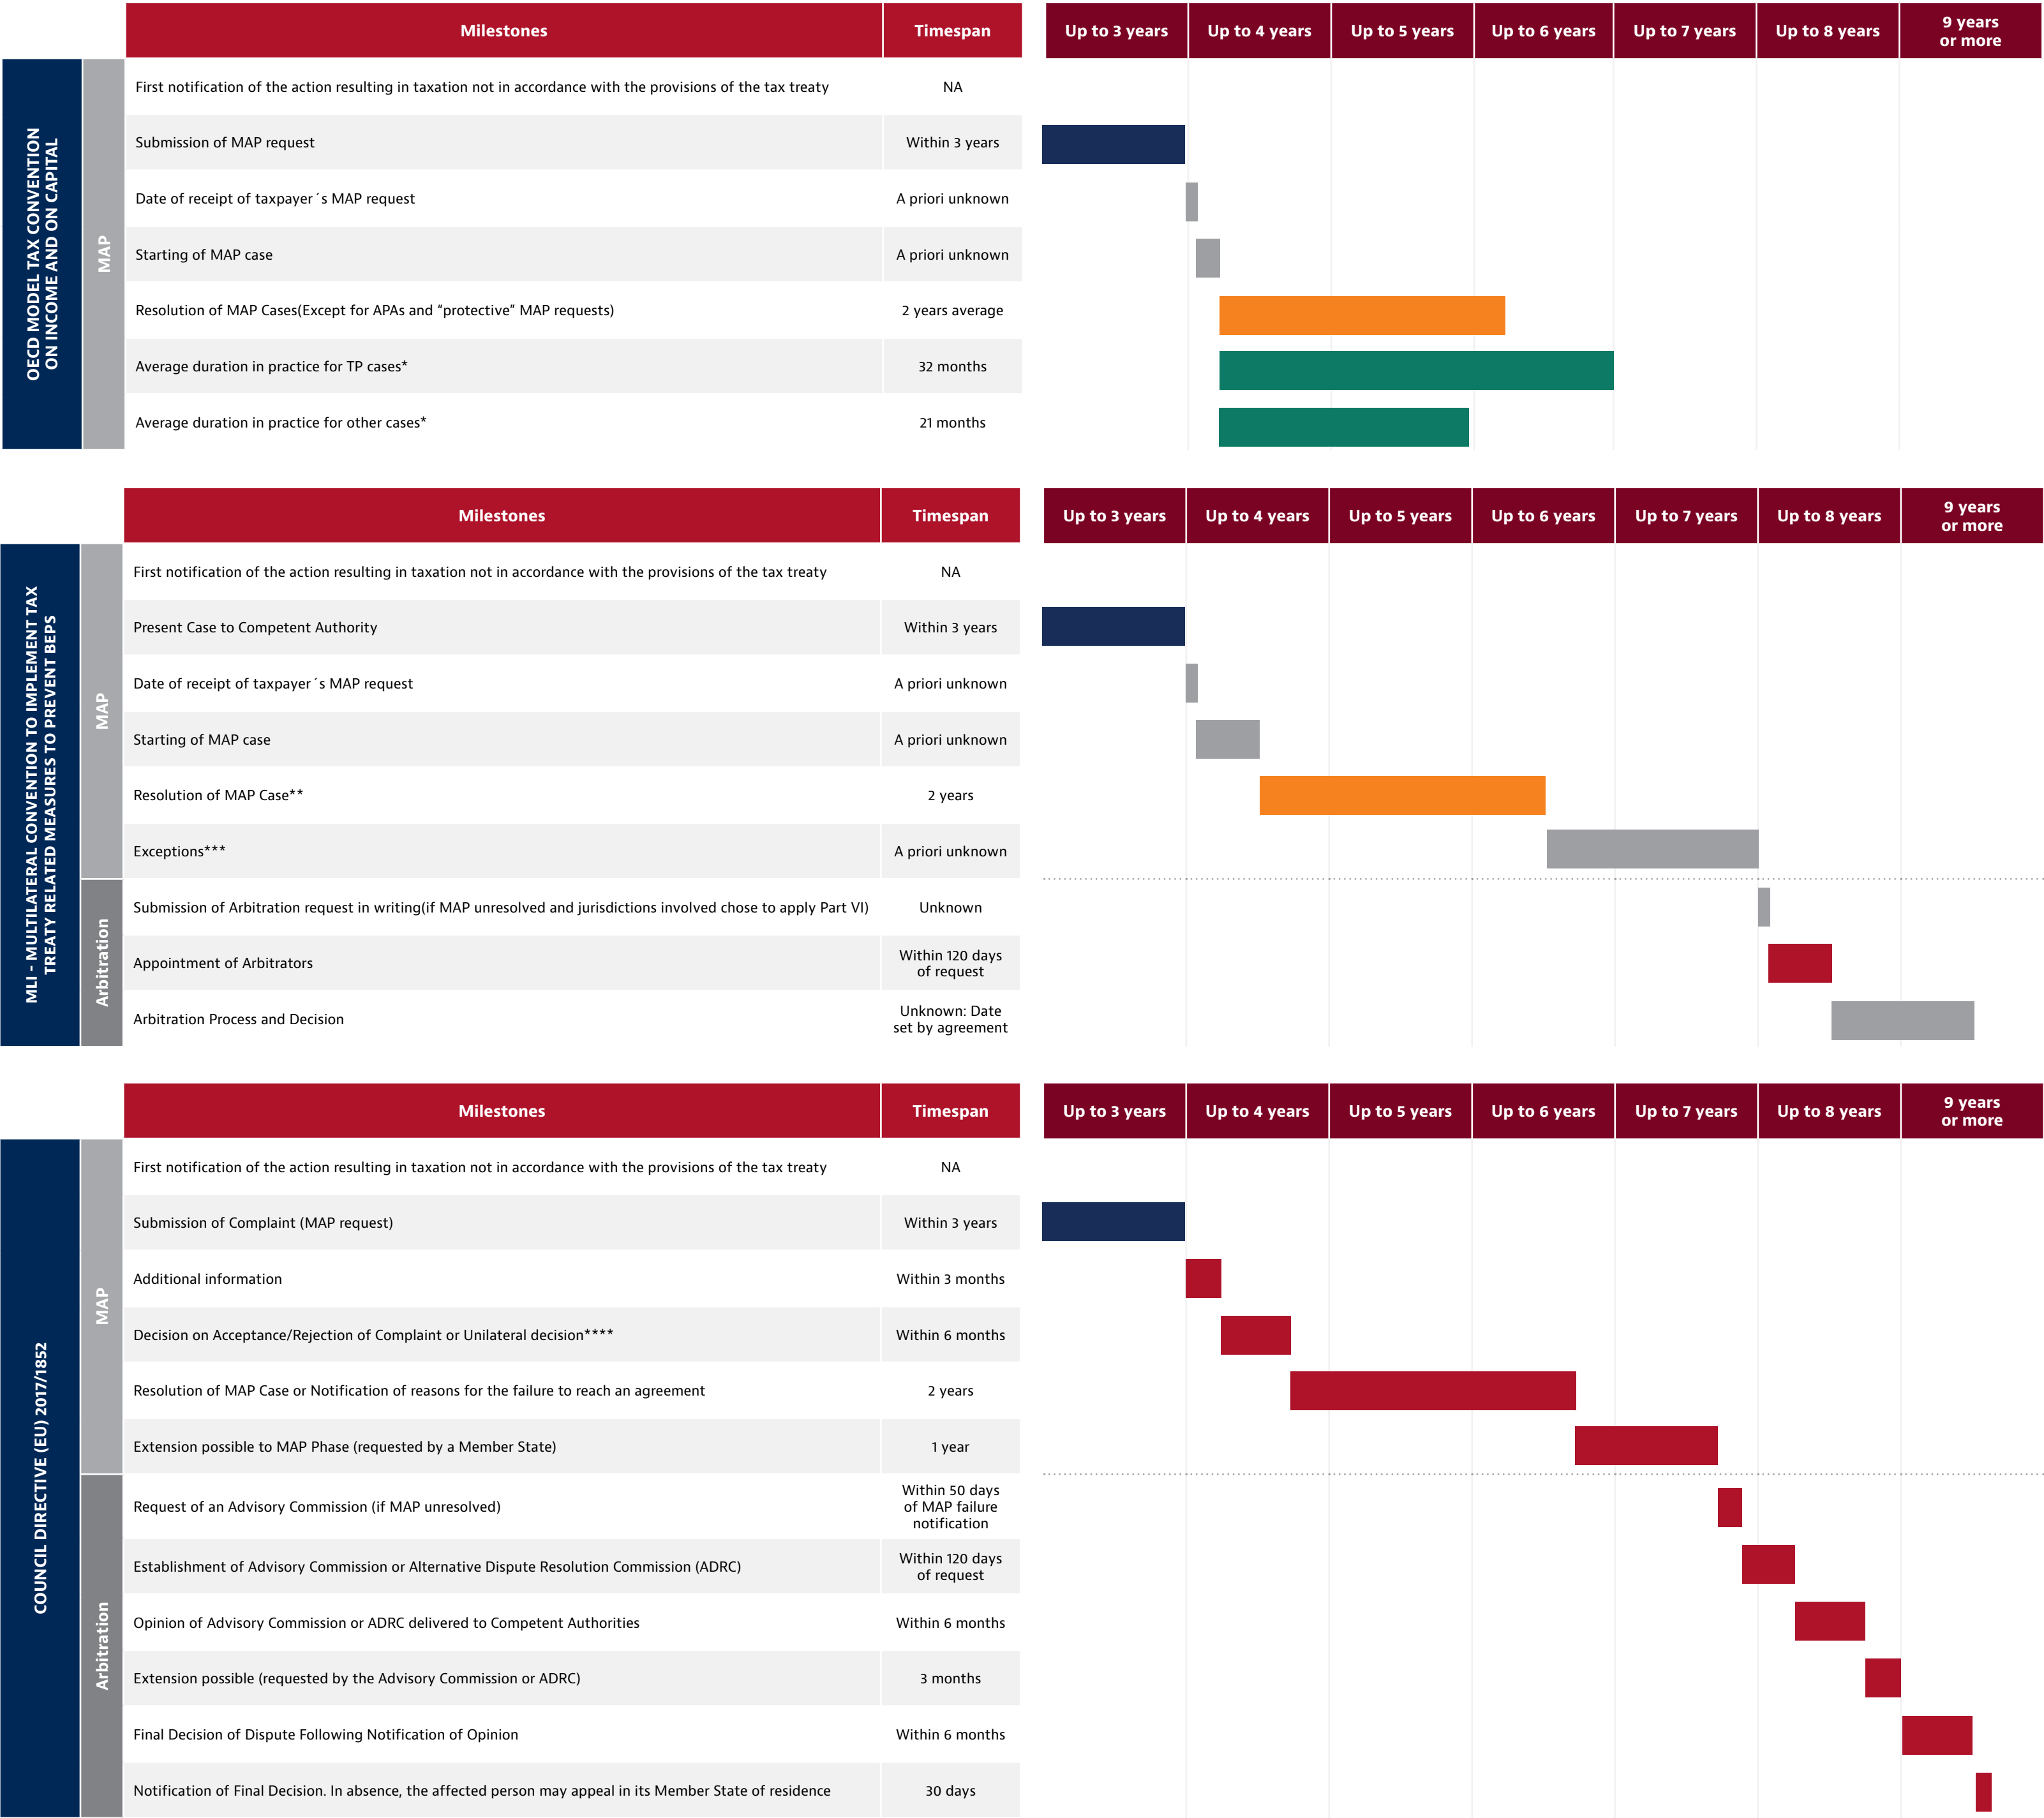 Milestones
Timespan
Up to 3 years
Up to 4 years
Up to 5 years
Up to 6 years
Up to 7 years
Up to 8 years
9 years
or more
OECD MODEL TAX CONVENTION
ON INCOME AND ON CAPITAL
MAP
First notification of the action resulting in taxation not in accordance with the provisions of the tax treaty
NA
Submission of MAP request
Within 3 years
Date of receipt of taxpayer´s MAP request
A priori unknown
Starting of MAP case
A priori unknown
Resolution of MAP Cases(Except for APAs and “protective” MAP requests)
2 years average
Average duration in practice for TP cases*
32 months
Average duration in practice for other cases*
21 months
Milestones
Timespan
Up to 3 years
Up to 4 years
Up to 5 years
Up to 6 years
Up to 7 years
Up to 8 years
9 years
or more
MLI - MULTILATERAL CONVENTION TO IMPLEMENT TAX
TREATY RELATED MEASURES TO PREVENT BEPS
MAP
First notification of the action resulting in taxation not in accordance with the provisions of the tax treaty
NA
Present Case to Competent Authority
Within 3 years
Date of receipt of taxpayer´s MAP request
A priori unknown
Starting of MAP case
A priori unknown
Resolution of MAP Case**
2 years
Exceptions***
A priori unknown
Arbitration
Submission of Arbitration request in writing(if MAP unresolved and jurisdictions involved chose to apply Part VI)
Unknown
Appointment of Arbitrators
Within 120 days
of request
Arbitration Process and Decision
Unknown: Date
set by agreement
Milestones
Timespan
Up to 3 years
Up to 4 years
Up to 5 years
Up to 6 years
Up to 7 years
Up to 8 years
9 years
or more
COUNCIL DIRECTIVE (EU) 2017/1852
MAP
First notification of the action resulting in taxation not in accordance with the provisions of the tax treaty
NA
Submission of Complaint (MAP request)
Within 3 years
Additional information
Within 3 months
Decision on Acceptance/Rejection of Complaint or Unilateral decision****
Within 6 months
Resolution of MAP Case or Notification of reasons for the failure to reach an agreement
2 years
Extension possible to MAP Phase (requested by a Member State)
1 year
Arbitration
Request of an Advisory Commission (if MAP unresolved)
Within 50 days
of MAP failure
notification
Establishment of Advisory Commission or Alternative Dispute Resolution Commission (ADRC)
Within 120 days
of request
Opinion of Advisory Commission or ADRC delivered to Competent Authorities
Within 6 months
Extension possible (requested by the Advisory Commission or ADRC)
3 months
Final Decision of Dispute Following Notification of Opinion
Within 6 months
Notification of Final Decision. In absence, the affected person may appeal in its Member State of residence
30 days